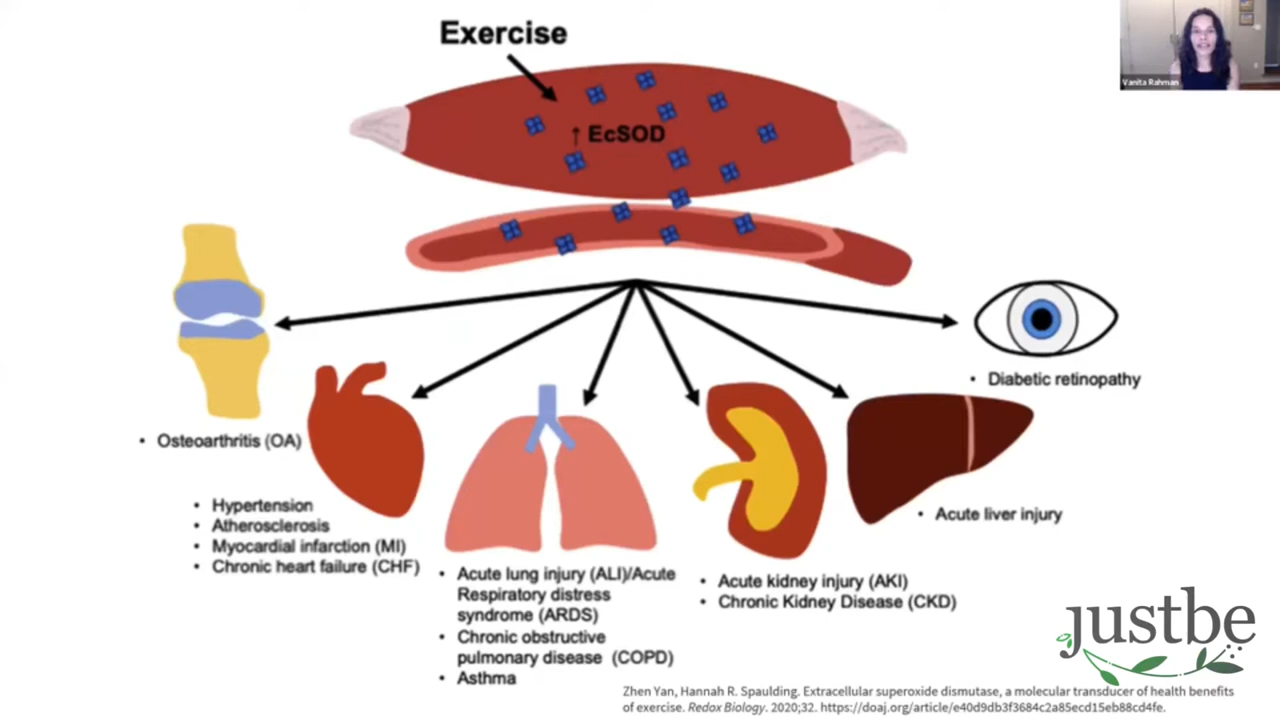 Exercise
Vanita Rahman
↑ EcSOD
• Diabetic retinopathy
• Osteoarthritis (OA)
• Hypertension
• Atherosclerosis
• Myocardial infarction (MI)
• Chronic heart failure (CHF)
• Acute liver injury
• Acute lung injury (ALI)/Acute
Respiratory distress
syndrome (ARDS)
• Chronic obstructive
pulmonary disease (COPD)
• Asthma
• Acute kidney injury (AKI)
• Chronic Kidney Disease (CKD)
justbe
Zhen Yan, Hannah R. Spaulding. Extracellular superoxide dismutase, a molecular transducer of health benefits
of exercise. Redox Biology. 2020;32. https://doaj.org/article/e40d9db3f3684c2a85ecd15eb88cd4fe.